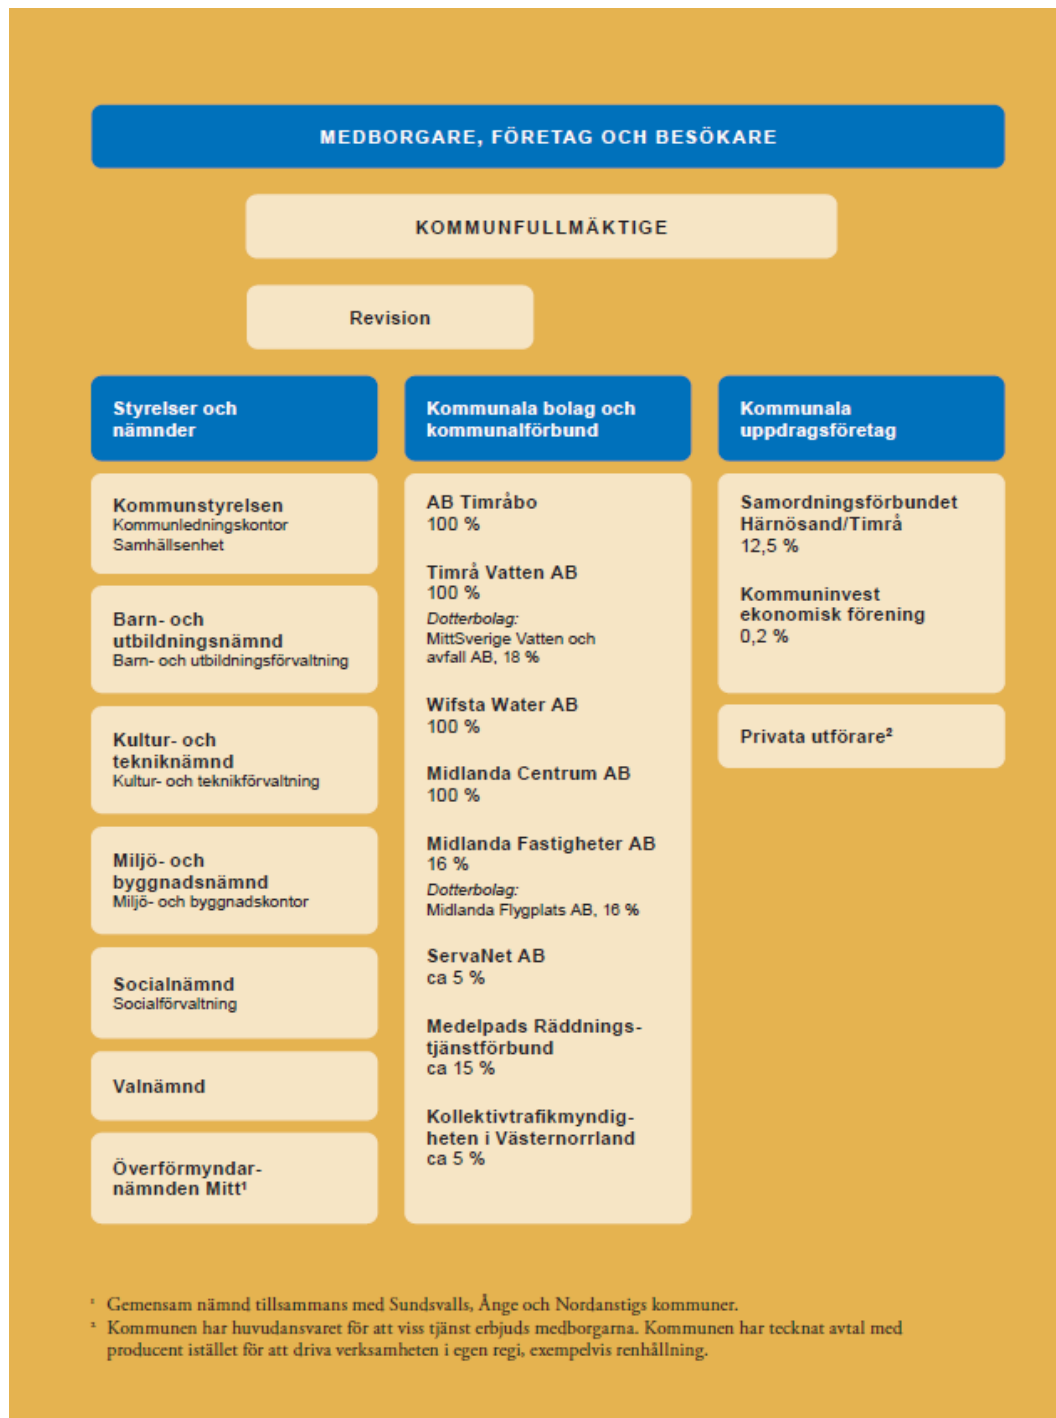 MEDBORGARE, FÖRETAG OCH BESÖKARE
KOMMUNFULLMÄKTIGE
Revision
Styrelser och
nämnder
Kommunstyrelsen
Kommunledningskontor
Samhällsenhet
Barn- och
utbildningsnämnd
Barn- och utbildningsförvaltning
Kultur- och
tekniknämnd
Kultur- och teknikförvaltning
Miljö- och
byggnadsnämnd
Miljö- och byggnadskontor
Socialnämnd
Socialförvaltning
Valnämnd
Överförmyndar-
nämnden Mitt¹
Kommunala bolag och
kommunalförbund
AB Timråbo
100 %
Timrå Vatten AB
100 %
Dotterbolag:
MittSverige Vatten och
avfall AB, 18 %
Wifsta Water AB
100 %
Midlanda Centrum AB
100 %
Midlanda Fastigheter AB
16 %
Dotterbolag:
Midlanda Flygplats AB, 16 %
ServaNet AB
ca 5 %
Medelpads Räddnings-
tjänstförbund
ca 15 %
Kollektivtrafikmyndig-
heten i Västernorrland
ca 5 %
Kommunala
uppdragsföretag
Samordningsförbundet
Härnösand/Timrå
12,5 %
Kommuninvest
ekonomisk förening
0,2 %
Privata utförare²
¹ Gemensam nämnd tillsammans med Sundsvalls, Ånge och Nordanstigs kommuner.
² Kommunen har huvudansvaret för att viss tjänst erbjuds medborgarna. Kommunen har tecknat avtal med
producent istället för att driva verksamheten i egen regi, exempelvis renhållning.